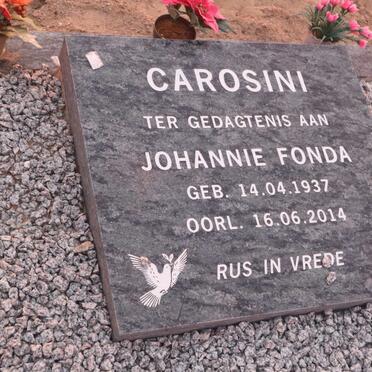 CAROSINI
TER GEDAGTENIS AAN
JOHANNIE FONDA
GEB. 14.04.1937
OORL. 16.06.2014
RUS IN VREDE